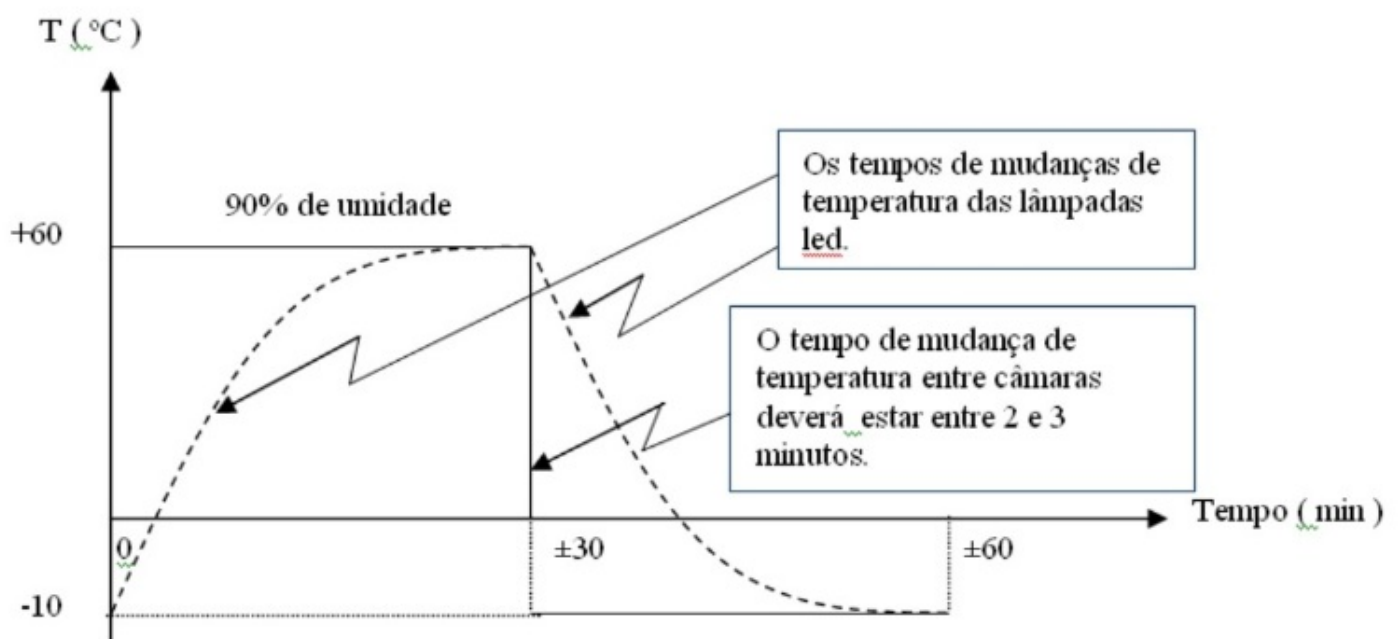 T ( ºC )
Os tempos de mudanças de
temperatura das lâmpadas
led.
90% de umidade
+60
O tempo de mudança de
temperatura entre câmaras
deverá estar entre 2 e 3
minutos.
Tempo ( min )
0
±30
±60
-10